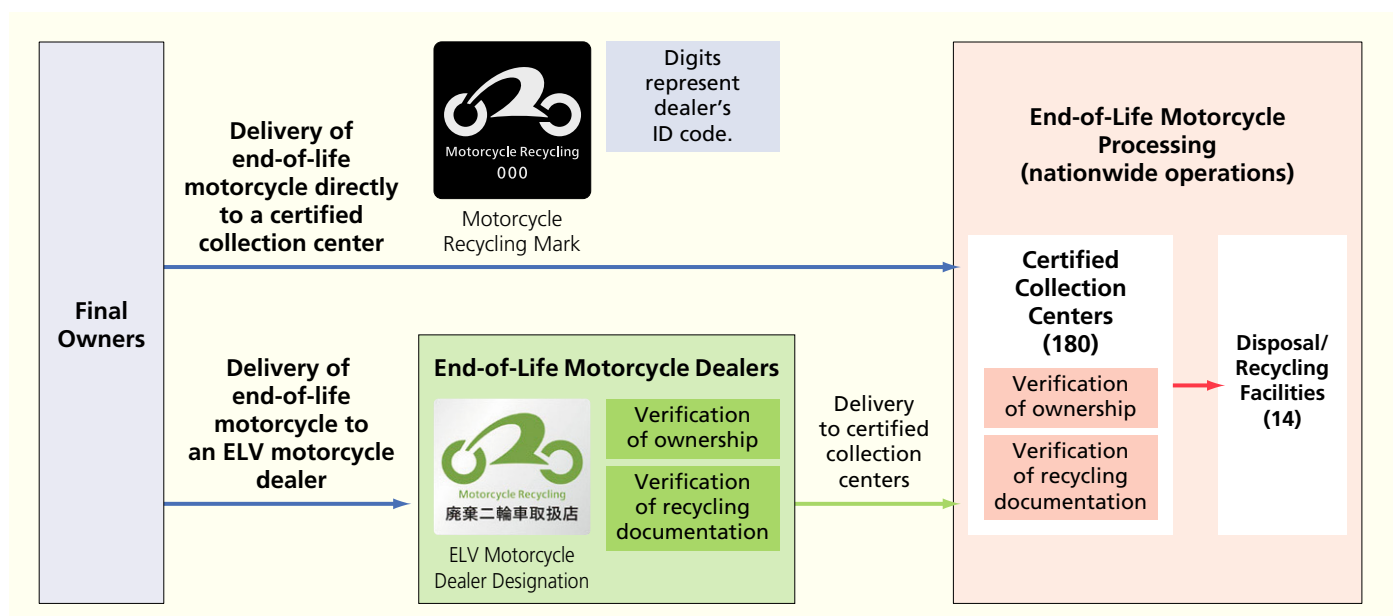 Final
Owners
Delivery of
end-of-life
motorcycle directly
to a certified
collection center
Motorcycle Recycling
000
Motorcycle
Recycling Mark
Digits
represent
dealer's
ID code.
Delivery of
end-of-life
motorcycle to
an ELV motorcycle
dealer
End-of-Life Motorcycle Dealers
Motorcycle Recycling
廃棄二輪車取扱店
ELV Motorcycle
Dealer Designation
Verification
of ownership
Verification
of recycling
documentation
Delivery
to certified
collection
centers
End-of-Life Motorcycle
Processing
(nationwide operations)
Certified
Collection
Centers
(180)
Verification
of ownership
Verification
of recycling
documentation
Disposal/
Recycling
Facilities
(14)